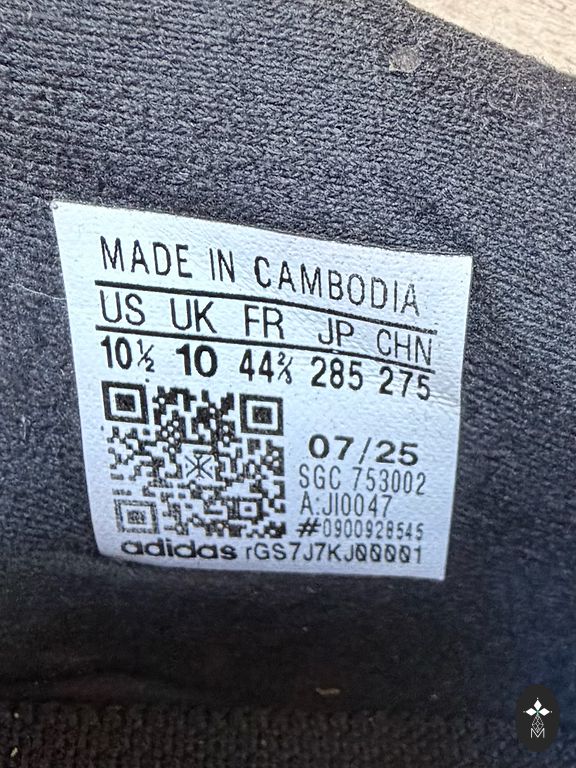 MADE IN CAMBODIA
US UK FR JP CHN
10½ 10 44⅔ 285 275
07/25
SGC 753002
A:JI0047
#0900928545
adidas rGS7J7KJ00001
M